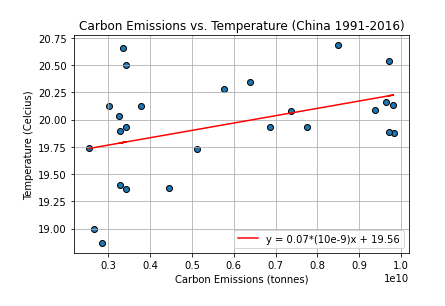 Carbon Emissions vs. Temperature (China 1991-2016)
Temperature (Celcius)
20.75
20.50
20.25
20.00
19.75
19.50
19.25
19.00
y = 0.07*(10e-9)x + 19.56
0.3 0.4 0.5 0.6 0.7 0.8 0.9 1.0
1e10
Carbon Emissions (tonnes)